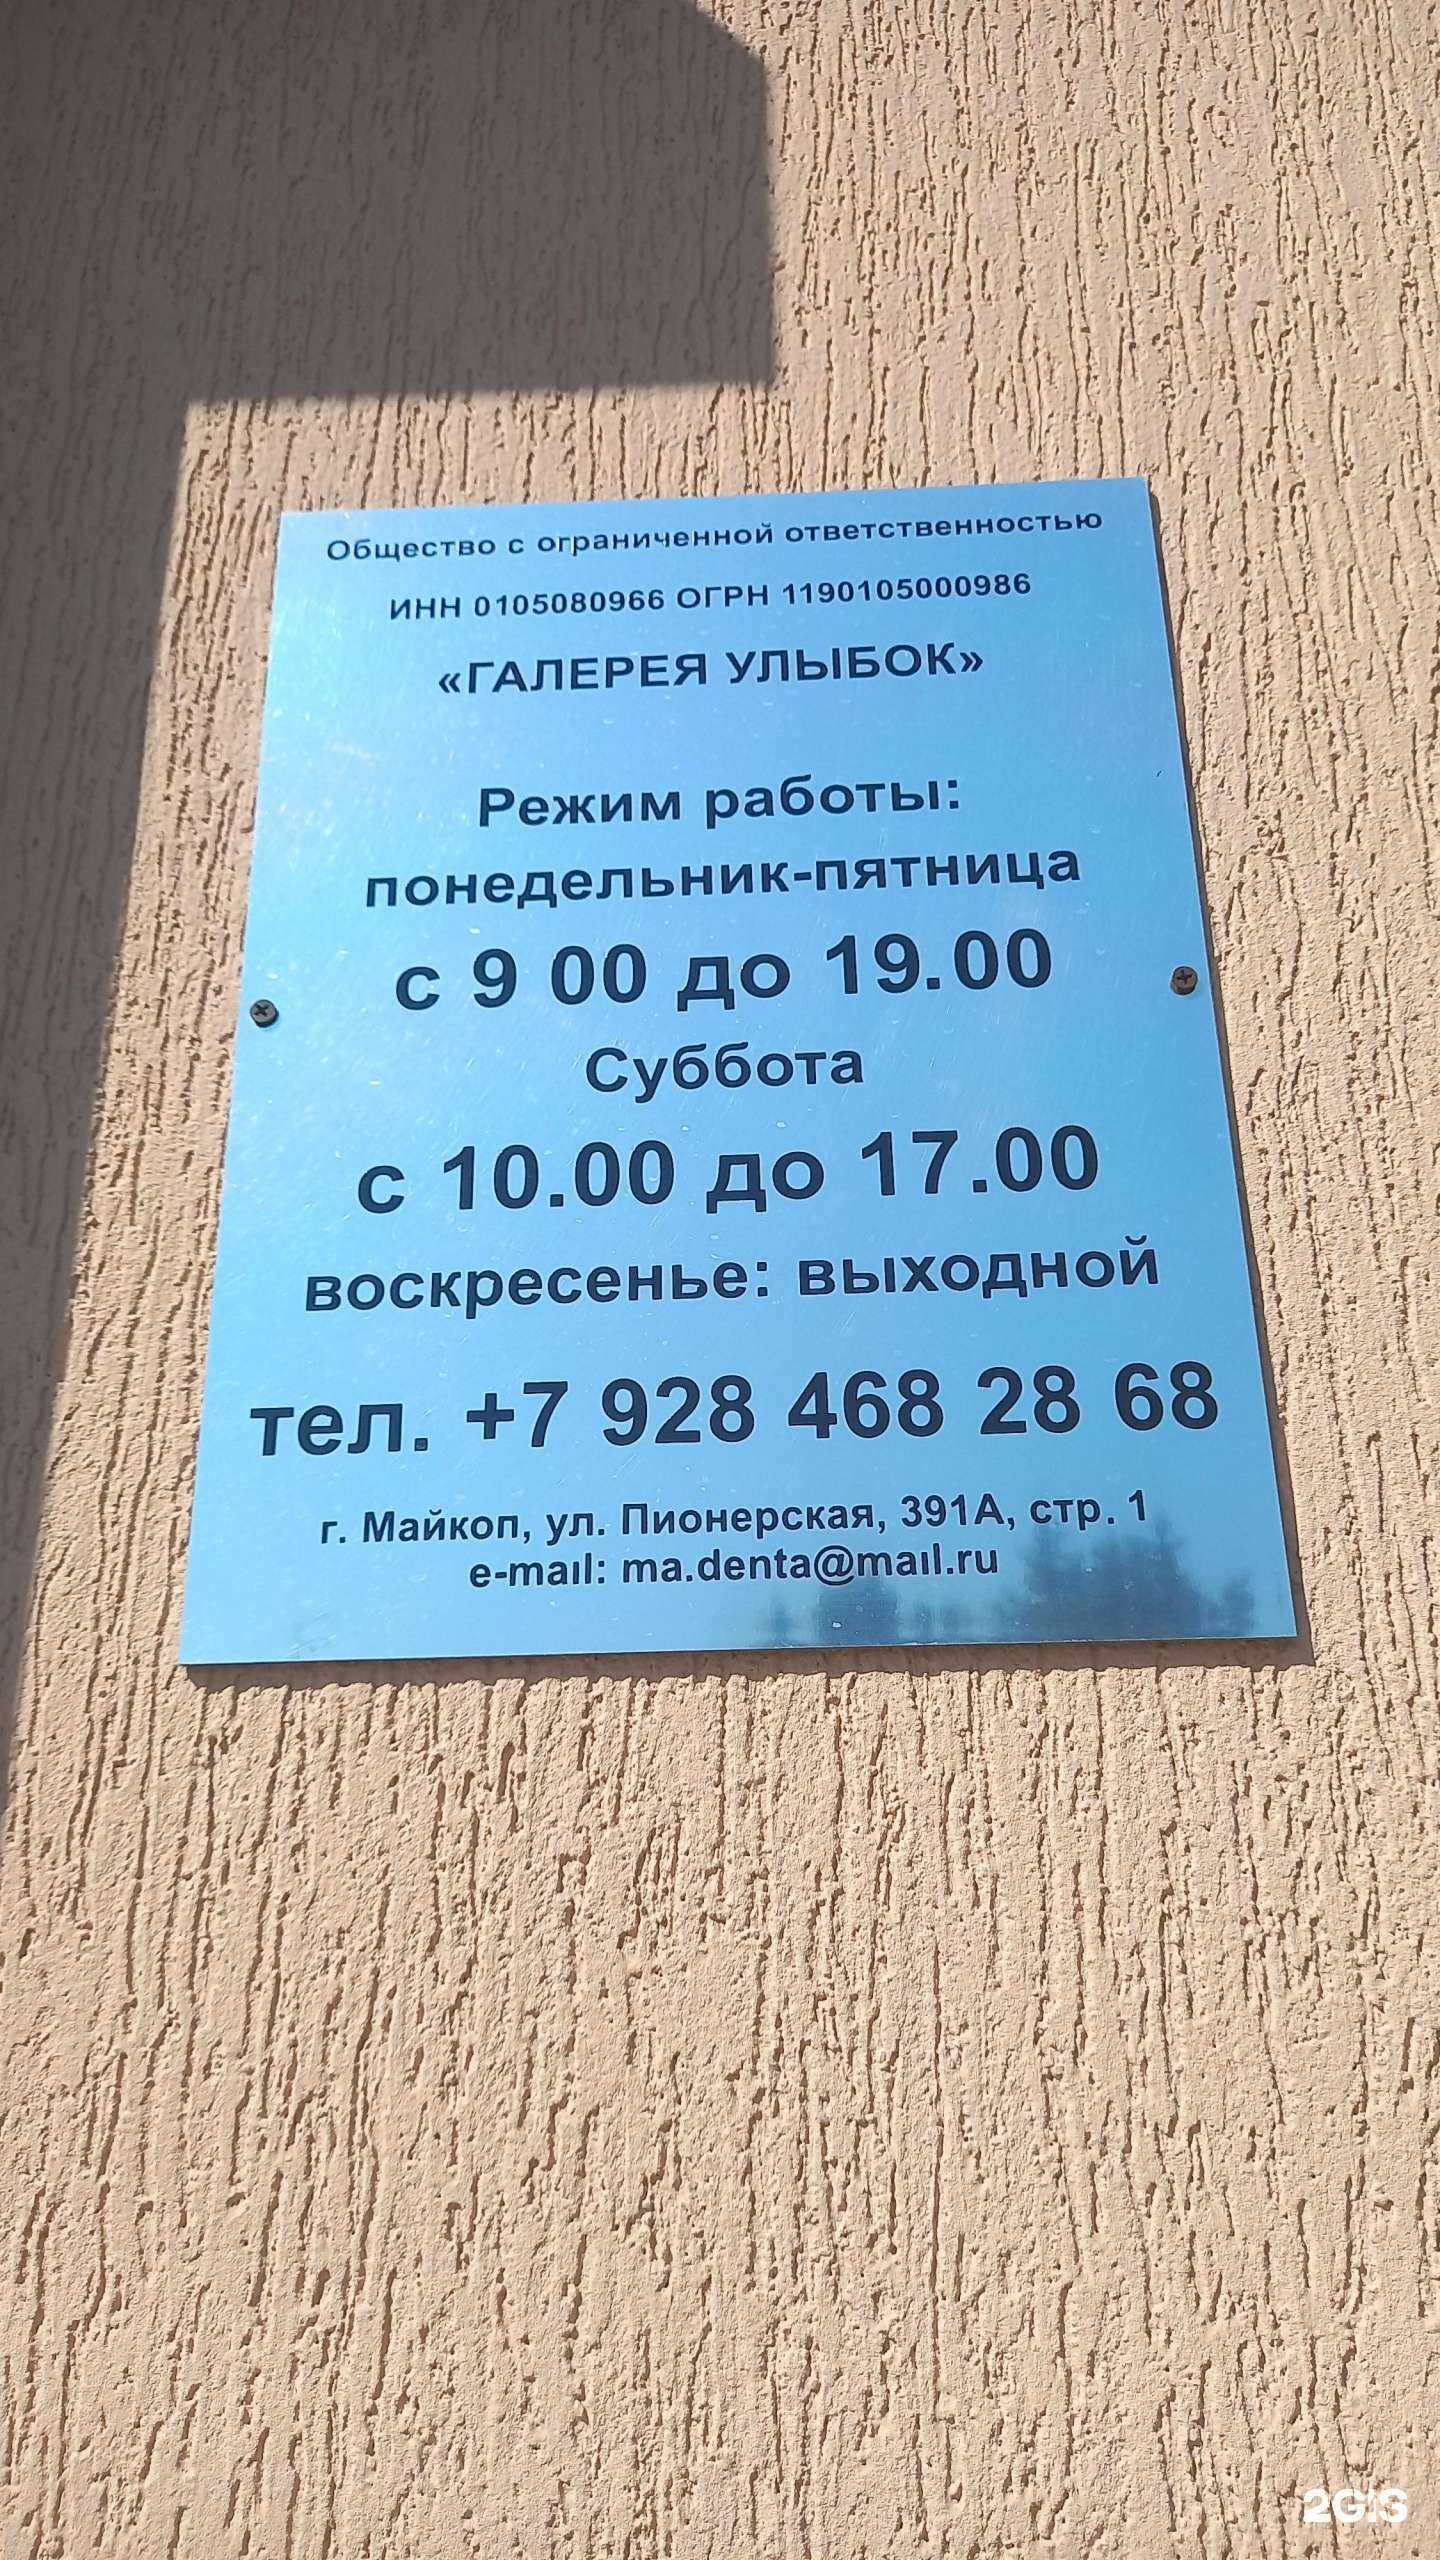 Общество с ограниченной ответственностью
ИНН 0105080966 ОГРН 1190105000986
«ГАЛЕРЕЯ УЛЫБОК»
Режим работы:
понедельник-пятница
с 9 00 до 19.00
Суббота
с 10.00 до 17.00
воскресенье: выходной
тел. +7 928 468 28 68
г. Майкоп, ул. Пионерская, 391А, стр. 1
e-mail: ma.denta@mail.ru
2GIS